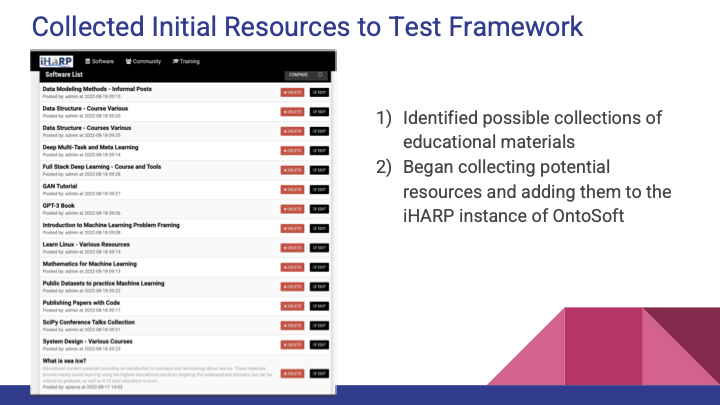 Collected Initial Resources to Test Framework
iHARP Software Community Training
Software List COMPARE
Data Modeling Methods - Informal Posts
Posted by: admin at 2022-08-18 09:10
DELETE EDIT
Data Structure - Course Various
Posted by: admin at 2022-08-18 09:20
DELETE EDIT
Data Structure - Courses Various
Posted by: admin at 2022-08-18 09:25
DELETE EDIT
Deep Multi-Task and Meta Learning
Posted by: admin at 2022-08-18 09:14
DELETE EDIT
Full Stack Deep Learning - Course and Tools
Posted by: admin at 2022-08-18 09:28
DELETE EDIT
GAN Tutorial
Posted by: admin at 2022-08-18 09:27
DELETE EDIT
GPT-3 Book
Posted by: admin at 2022-08-18 09:06
DELETE EDIT
Introduction to Machine Learning Problem Framing
Posted by: admin at 2022-08-18 09:08
DELETE EDIT
Learn Linux - Various Resources
Posted by: admin at 2022-08-18 09:19
DELETE EDIT
Mathematics for Machine Learning
Posted by: admin at 2022-08-18 09:13
DELETE EDIT
Public Datasets to practice Machine Learning
Posted by: admin at 2022-08-18 09:22
DELETE EDIT
Publishing Papers with Code
Posted by: admin at 2022-08-18 09:17
DELETE EDIT
SciPy Conference Talks Collection
Posted by: admin at 2022-08-18 09:21
DELETE EDIT
System Design - Various Courses
Posted by: admin at 2022-08-18 09:23
DELETE EDIT
What is sea ice?
Educational content materials providing an introduction to concepts and terminology about sea ice. These materials
provide inquiry based learning using the highest educational practices targeting the undergraduate educator, but can be
utilized by graduate, as well as K-12 level educators in
Posted by: spierce at 2022-08-17 14:03
DELETE EDIT
1) Identified possible collections of
educational materials
2) Began collecting potential
resources and adding them to the
iHARP instance of OntoSoft